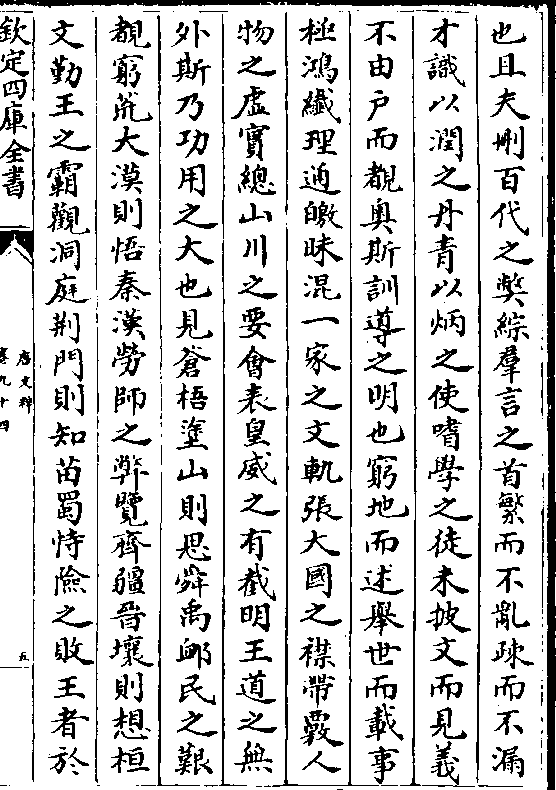 也且夫刪百代之弊綜羣言之首繁而不亂疎而不漏
才識以潤之丹青以炳之使嗜學之徒未披文而見義
不由户而覩奥斯訓導之明也窮地而述舉世而載事
極鴻纎理通皦昧混一家之文軌張大國之襟帶覈人
物之虚實總山川之要會表皇威之有截明王道之無
外斯乃功用之大也見蒼梧塗山則思舜禹䘏民之艱
覩窮荒大漠則悟秦漢勞師之弊覽齊疆晉壤則想桓
文勤王之霸觀洞庭荆門則知苗蜀恃險之敗王者於
欽定四庫全書
唐文粹
卷九十四
五